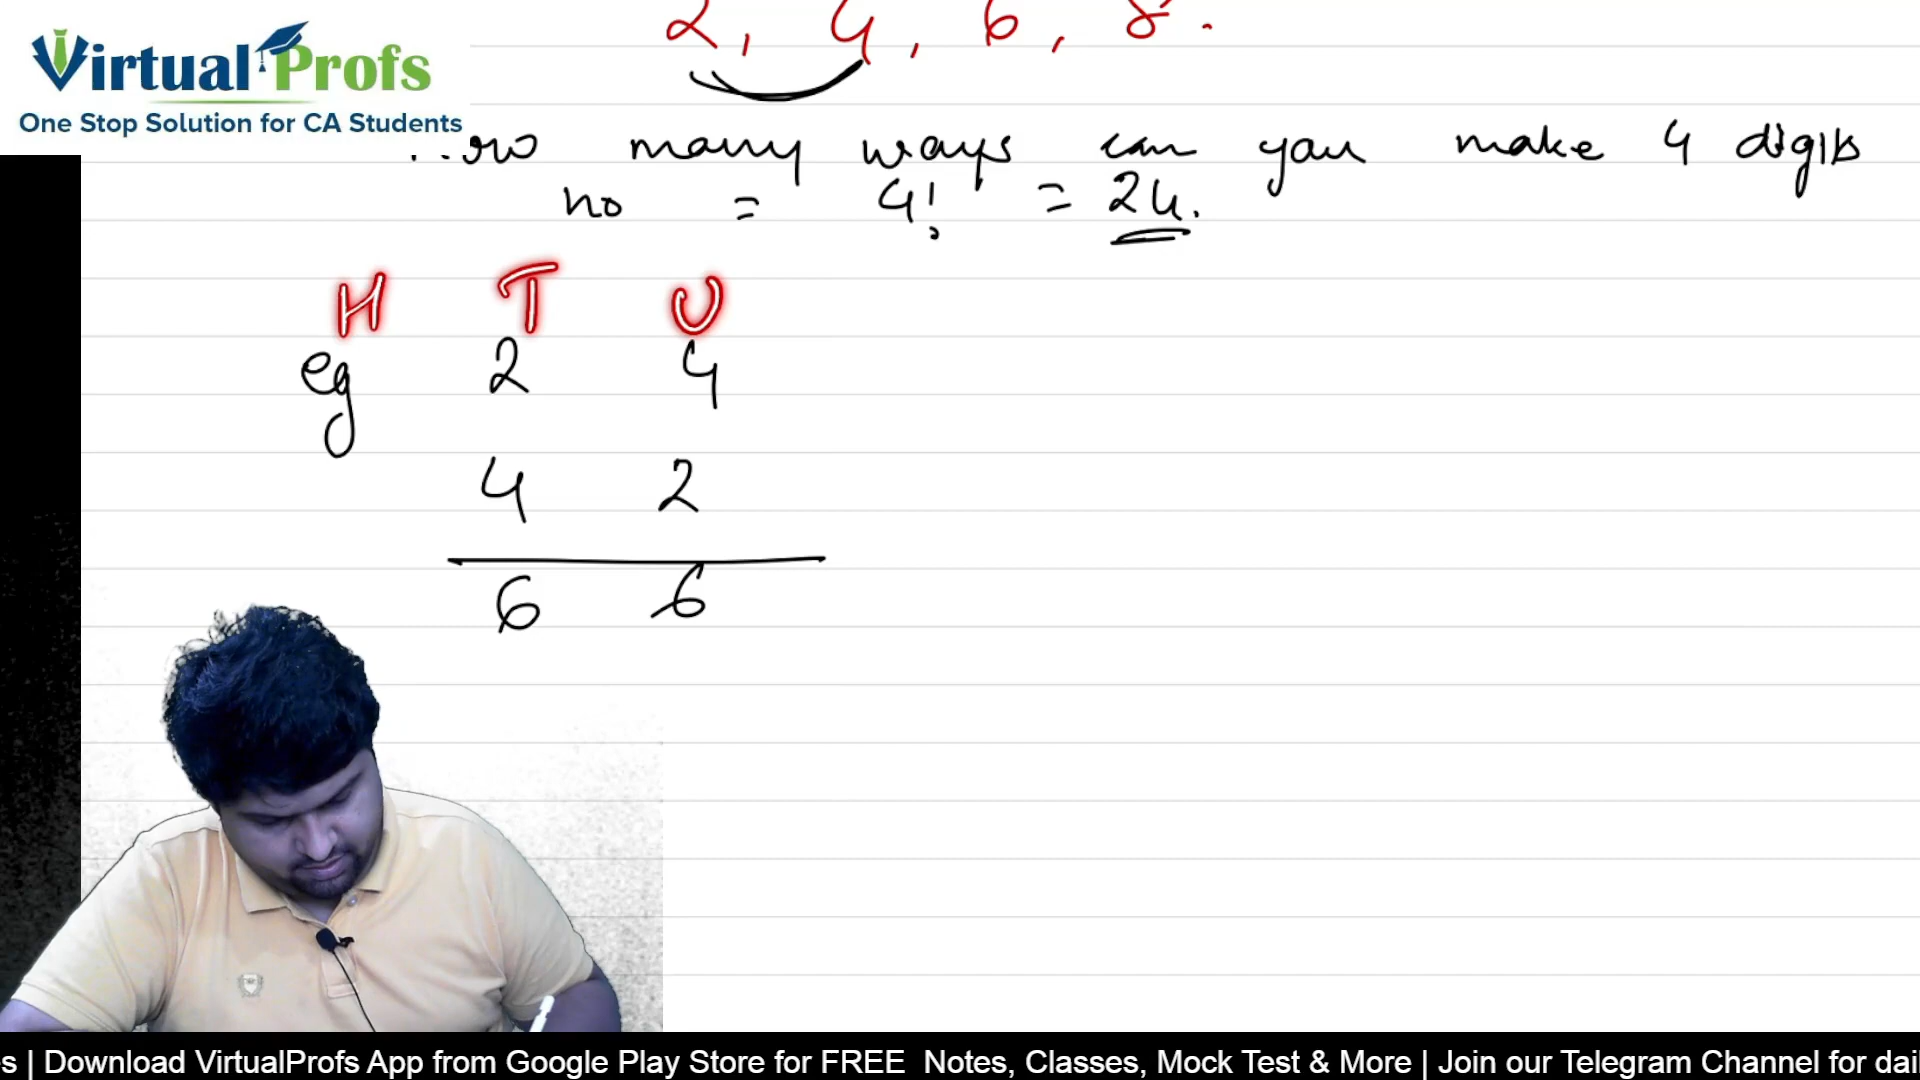 2, 4, 6, 8.
VirtualProfs
One Stop Solution for CA Students
many ways can you make 4 digits
no = 4! = 24.
H T U
eg 2 4
4 2
6 6
s | Download VirtualProfs App from Google Play Store for FREE Notes, Classes, Mock Test & More | Join our Telegram Channel for dai